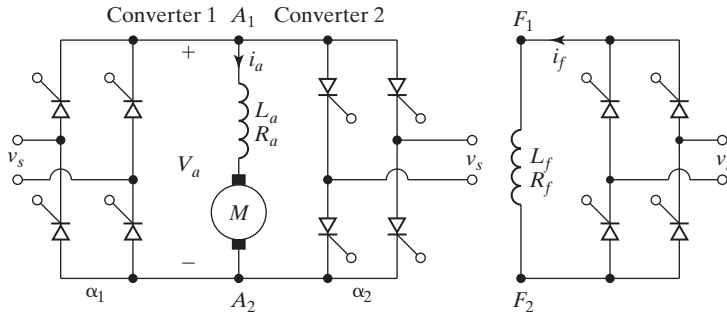 Converter 1
A1
Converter 2
F1
+
ia
if
La
Ra
vs
Va
vs
Lf
Rf
M
−
α1
A2
α2
F2